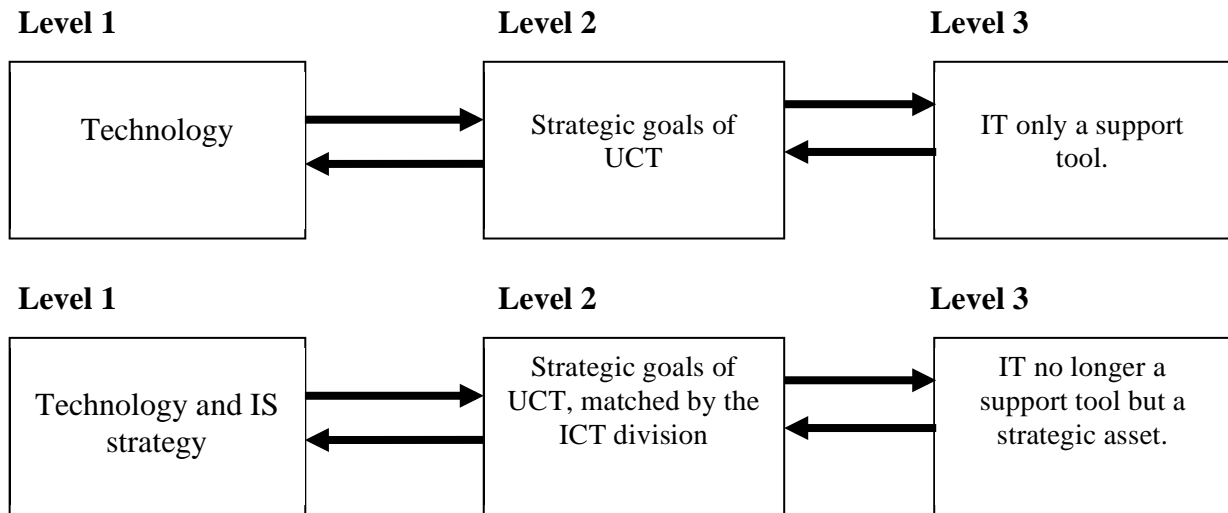 Level 1
Level 2
Level 3
Technology
Strategic goals of
UCT
IT only a support
tool.
Level 1
Level 2
Level 3
Technology and IS
strategy
Strategic goals of
UCT, matched by the
ICT division
IT no longer a
support tool but a
strategic asset.